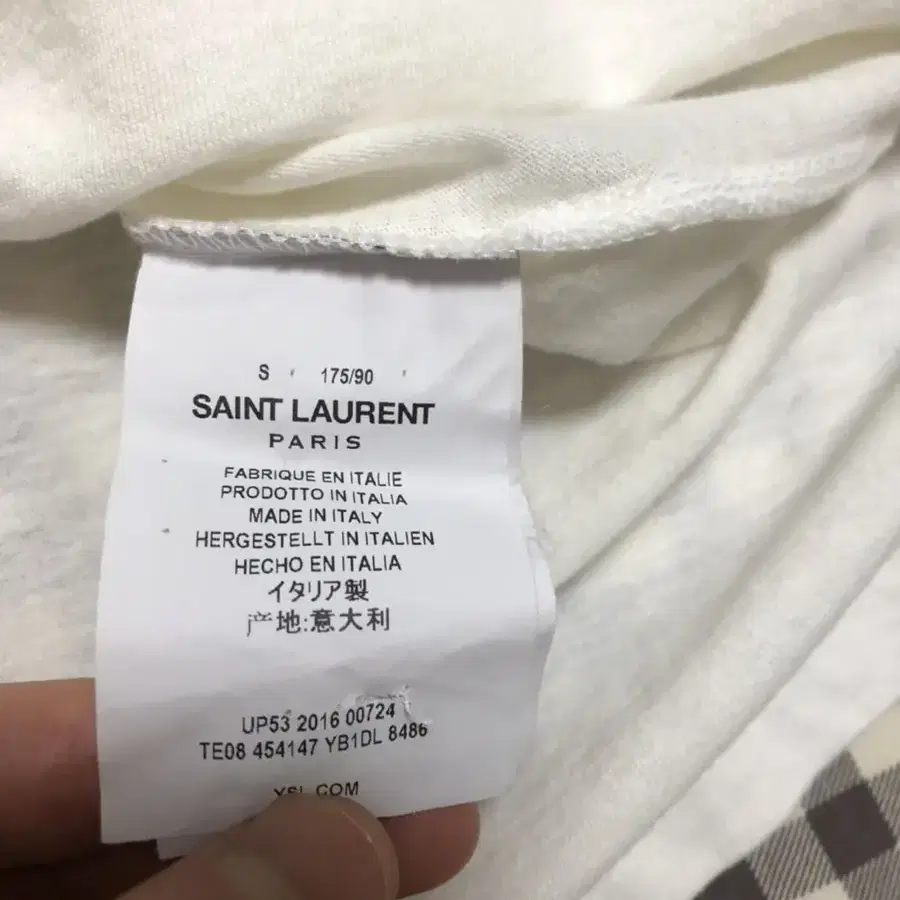 S 175/90
SAINT LAURENT
PARIS
FABRIQUE EN ITALIE
PRODOTTO IN ITALIA
MADE IN ITALY
HERGESTELLT IN ITALIEN
HECHO EN ITALIA
イタリア製
产地:意大利
UP53 2016 00724
TE08 454147 YB1DL 8486
YSL.COM